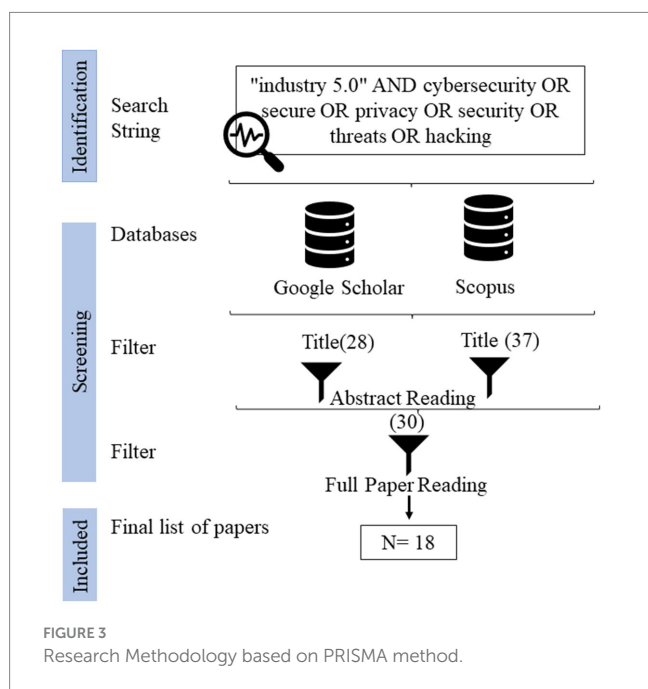 Identification
Search
String
"industry 5.0" AND cybersecurity OR
secure OR privacy OR security OR
threats OR hacking
Screening
Databases
Google Scholar
Scopus
Filter
Title(28)
Title (37)
Abstract Reading
(30)
Filter
Full Paper Reading
Included
Final list of papers
N= 18
FIGURE 3
Research Methodology based on PRISMA method.